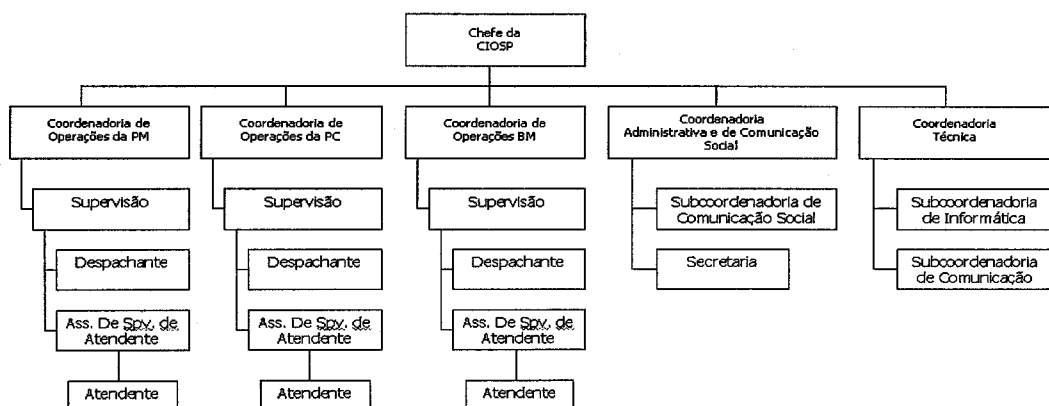 Chefe da
CIOSP
Coordenadoria de
Operações da PM
Coordenadoria de
Operações da PC
Coordenadoria de
Operações BM
Coordenadoria
Administrativa e de Comunicação
Social
Coordenadoria
Técnica
Supervisão
Supervisão
Supervisão
Subcoordenadoria de
Comunicação Social
Subcoordenadoria
de Informática
Despachante
Despachante
Despachante
Secretaria
Subcoordenadoria
de Comunicação
Ass. De Spv. de
Atendente
Ass. De Spv. de
Atendente
Ass. De Spv. de
Atendente
Atendente
Atendente
Atendente